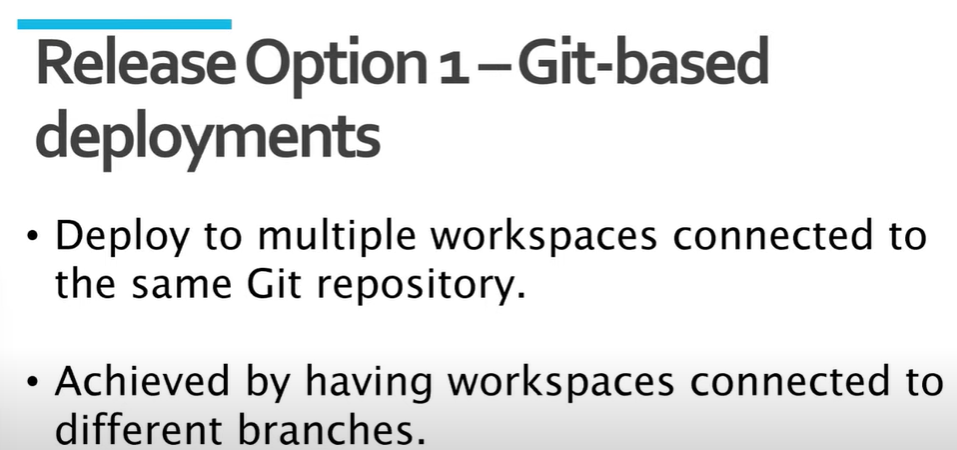 Release Option 1 – Git-based
deployments
• Deploy to multiple workspaces connected to
the same Git repository.
• Achieved by having workspaces connected to
different branches.